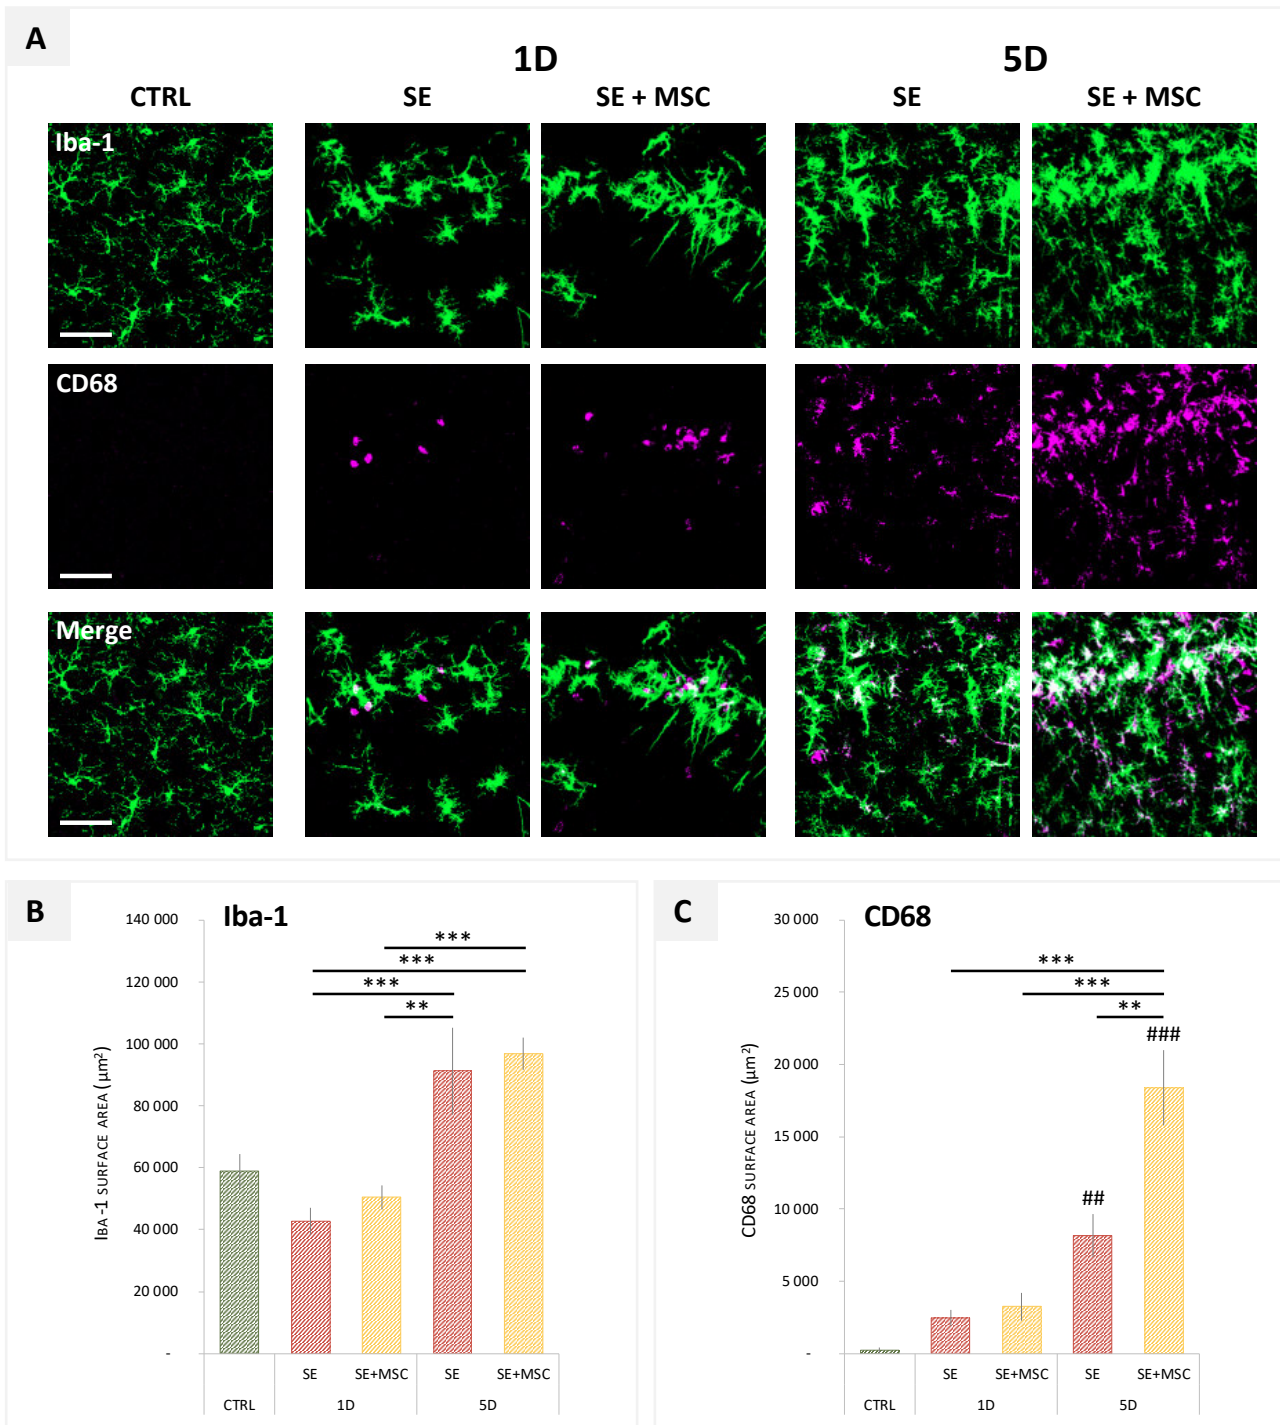 A
1D
5D
CTRL
SE
SE + MSC
SE
SE + MSC
Iba-1
CD68
Merge
B
Iba-1
140 000
120 000
100 000
80 000
60 000
40 000
20 000
-
IBA-1 SURFACE AREA (µm²)
***
***
***
**
SE
SE+MSC
SE
SE+MSC
CTRL
1D
5D
C
CD68
30 000
25 000
20 000
15 000
10 000
5 000
-
CD68 SURFACE AREA (µm²)
***
***
**
###
##
SE
SE+MSC
SE
SE+MSC
CTRL
1D
5D